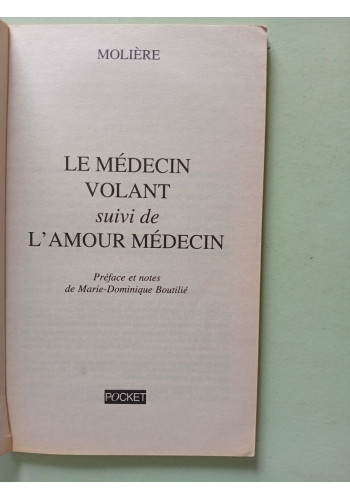 MOLIÈRE
LE MÉDECIN
VOLANT
suivi de
L'AMOUR MÉDECIN
Préface et notes
de Marie-Dominique Boutilié
POCKET